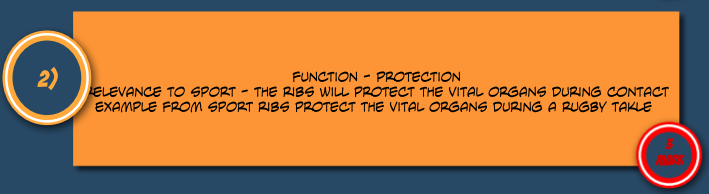 2)
FUNCTION - PROTECTION
RELEVANCE TO SPORT - THE RIBS WILL PROTECT THE VITAL ORGANS DURING CONTACT
EXAMPLE FROM SPORT RIBS PROTECT THE VITAL ORGANS DURING A RUGBY TAKLE
3
MARK